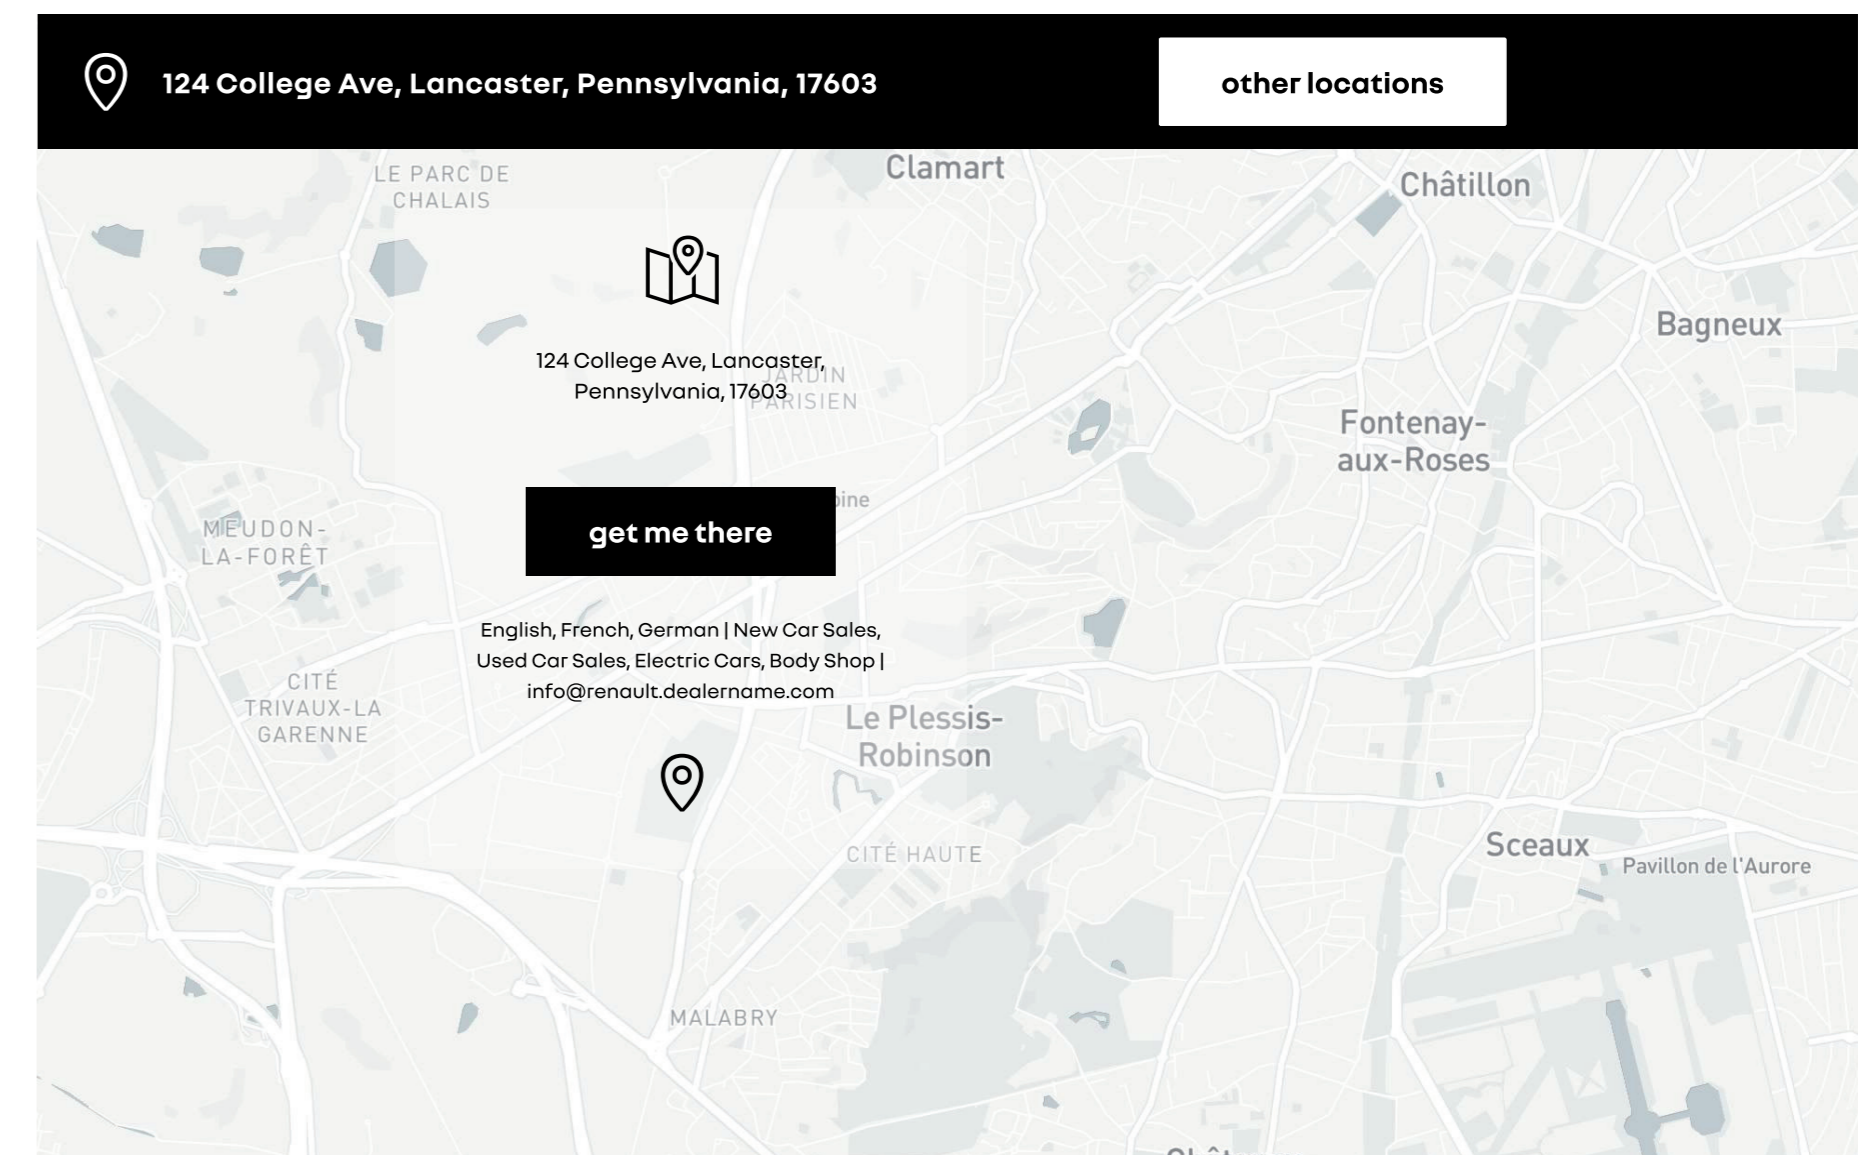 124 College Ave, Lancaster, Pennsylvania, 17603
other locations
LE PARC DE
CHALAIS
Clamart
Châtillon
Bagneux
124 College Ave, Lancaster,
Pennsylvania, 17603
JARDIN
PARISIEN
Fontenay-
aux-Roses
get me there
MEUDON-
LA-FORÊT
English, French, German | New Car Sales,
Used Car Sales, Electric Cars, Body Shop |
info@renault.dealername.com
CITÉ
TRIVAUX-LA
GARENNE
Le Plessis-
Robinson
CITÉ HAUTE
Sceaux
Pavillon de l'Aurore
MALABRY